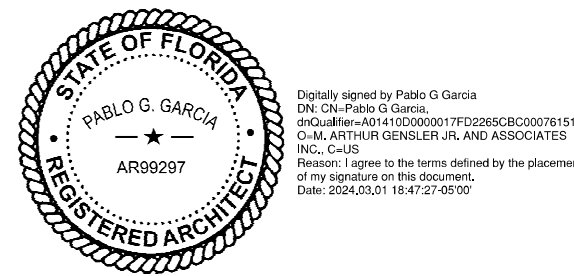 STATE OF FLORIDA
PABLO G. GARCIA
AR99297
REGISTERED ARCHITECT
Digitally signed by Pablo G Garcia
DN: CN=Pablo G Garcia,
dnQualifier=A01410D0000017FD2265CBC00076151
O=M. ARTHUR GENSLER JR. AND ASSOCIATES
INC., C=US
Reason: I agree to the terms defined by the placemen
of my signature on this document.
Date: 2024.03.01 18:47:27-05'00'